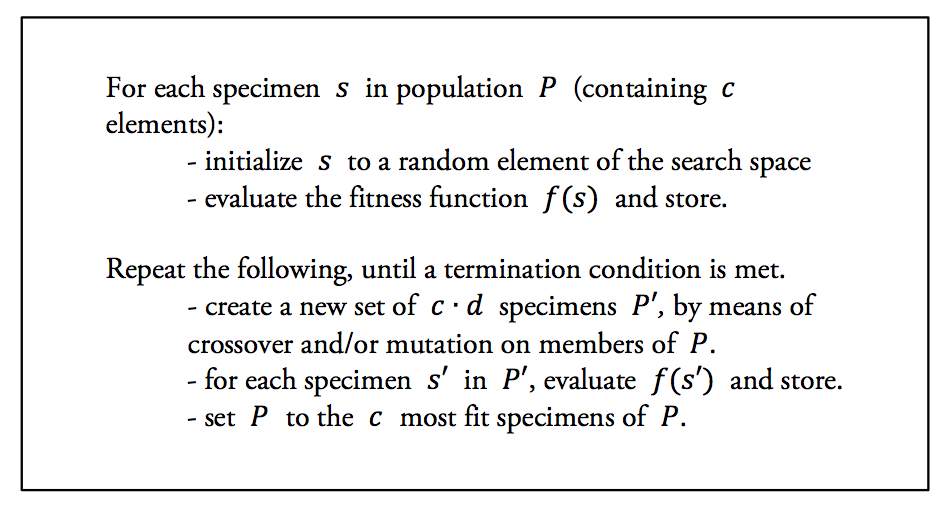 For each specimen s in population P (containing c
elements):
- initialize s to a random element of the search space
- evaluate the fitness function f(s) and store.
Repeat the following, until a termination condition is met.
- create a new set of c · d specimens P′, by means of
crossover and/or mutation on members of P.
- for each specimen s′ in P′, evaluate f(s′) and store.
- set P to the c most fit specimens of P.